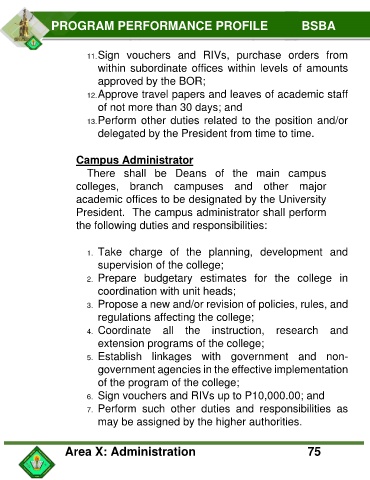 PROGRAM PERFORMANCE PROFILE BSBA
11. Sign vouchers and RIVs, purchase orders from
within subordinate offices within levels of amounts
approved by the BOR;
12. Approve travel papers and leaves of academic staff
of not more than 30 days; and
13. Perform other duties related to the position and/or
delegated by the President from time to time.
Campus Administrator
There shall be Deans of the main campus
colleges, branch campuses and other major
academic offices to be designated by the University
President. The campus administrator shall perform
the following duties and responsibilities:
1. Take charge of the planning, development and
supervision of the college;
2. Prepare budgetary estimates for the college in
coordination with unit heads;
3. Propose a new and/or revision of policies, rules, and
regulations affecting the college;
4. Coordinate all the instruction, research and
extension programs of the college;
5. Establish linkages with government and non-
government agencies in the effective implementation
of the program of the college;
6. Sign vouchers and RIVs up to P10,000.00; and
7. Perform such other duties and responsibilities as
may be assigned by the higher authorities.
Area X: Administration 75